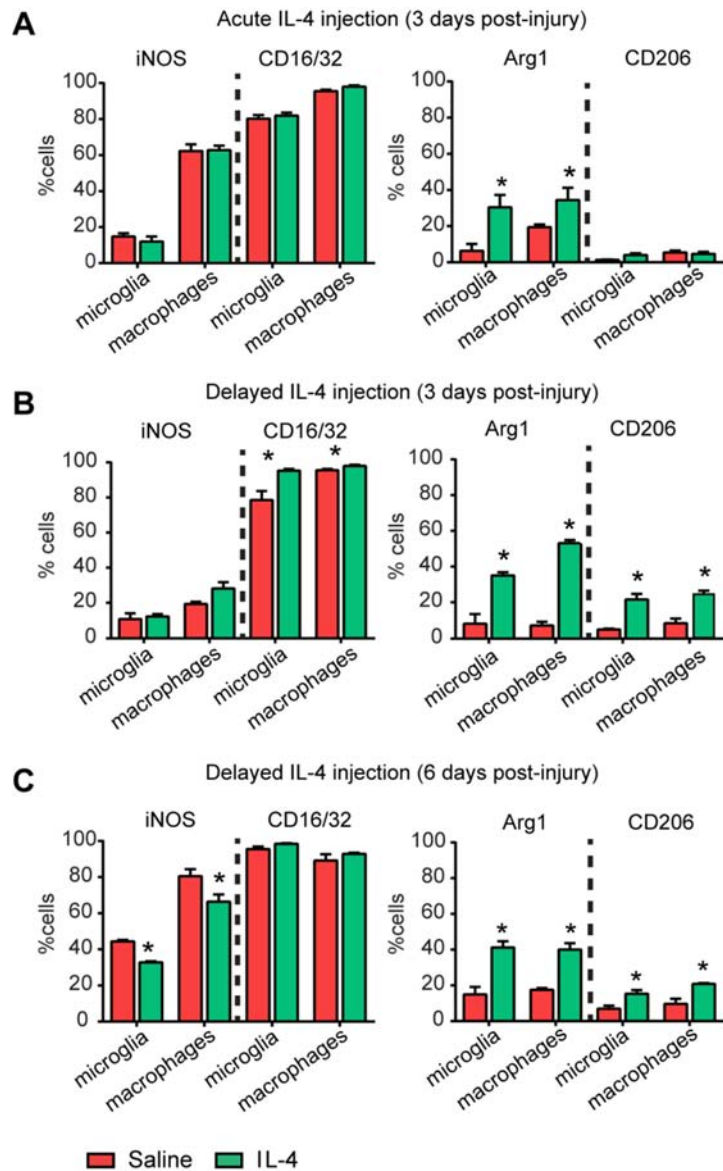 A
Acute IL-4 injection (3 days post-injury)
iNOS
CD16/32
Arg1
CD206
%cells
100
80
60
40
20
0
microglia
macrophages
microglia
macrophages
*
*
% cells
100
80
60
40
20
0
microglia
macrophages
microglia
macrophages
B
Delayed IL-4 injection (3 days post-injury)
iNOS
CD16/32
Arg1
CD206
*
*
% cells
100
80
60
40
20
0
microglia
macrophages
microglia
macrophages
*
*
*
*
% cells
100
80
60
40
20
0
microglia
macrophages
microglia
macrophages
C
Delayed IL-4 injection (6 days post-injury)
iNOS
CD16/32
Arg1
CD206
*
*
%cells
100
80
60
40
20
0
microglia
macrophages
microglia
macrophages
*
*
*
*
% cells
100
80
60
40
20
0
microglia
macrophages
microglia
macrophages
Saline
IL-4